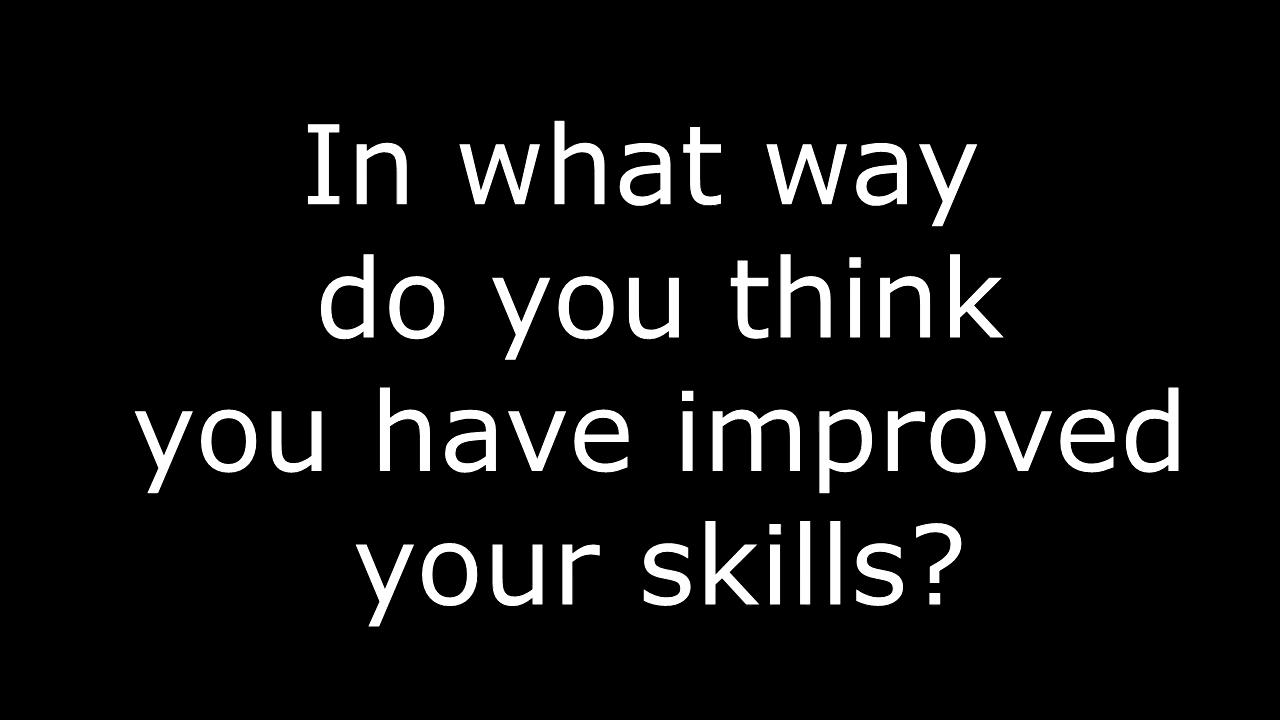 In what way
do you think
you have improved
your skills?